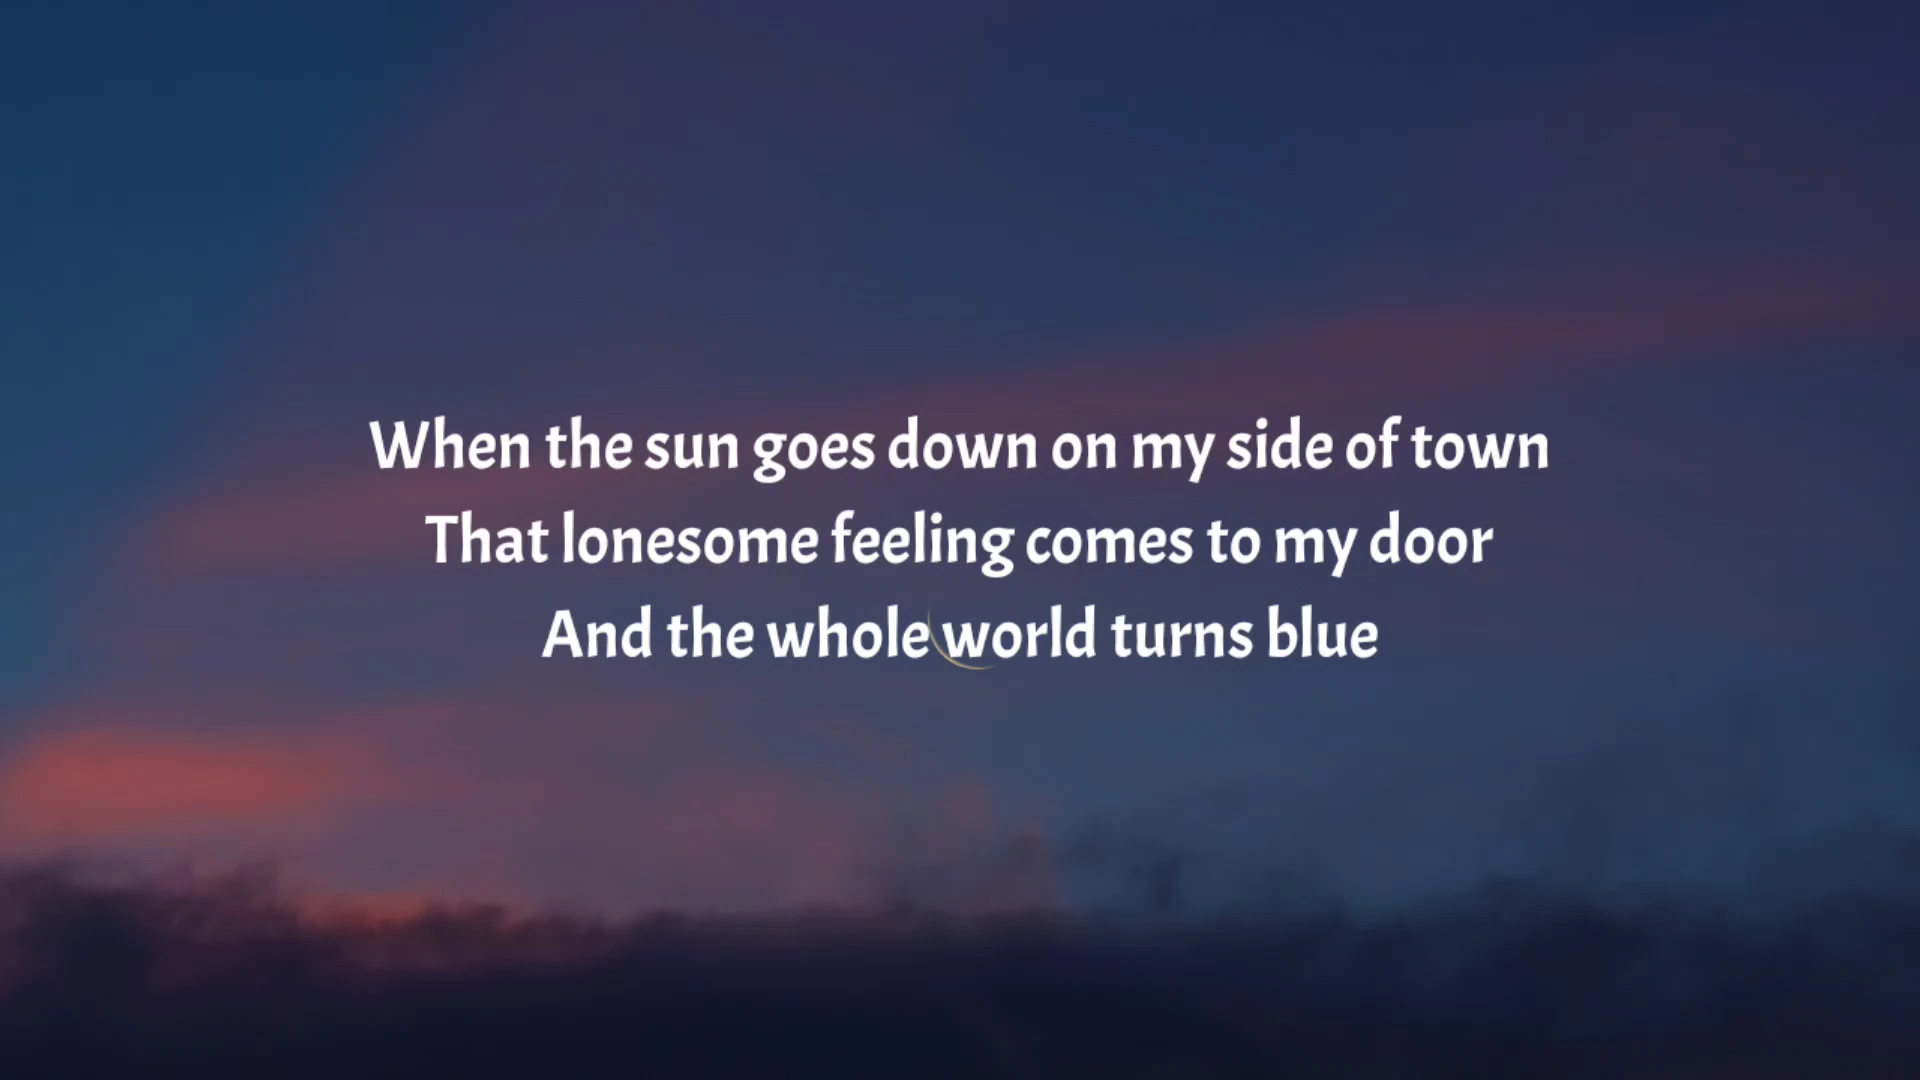 When the sun goes down on my side of town
That lonesome feeling comes to my door
And the whole world turns blue